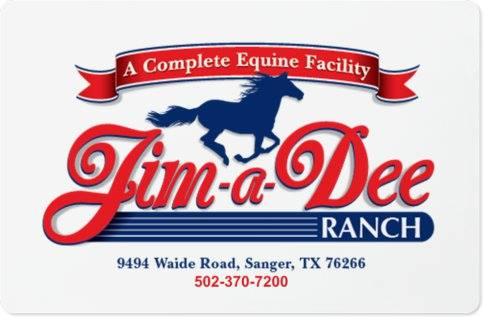 A Complete Equine Facility
Jim-a-Dee
RANCH
9494 Waide Road, Sanger, TX 76266
502-370-7200